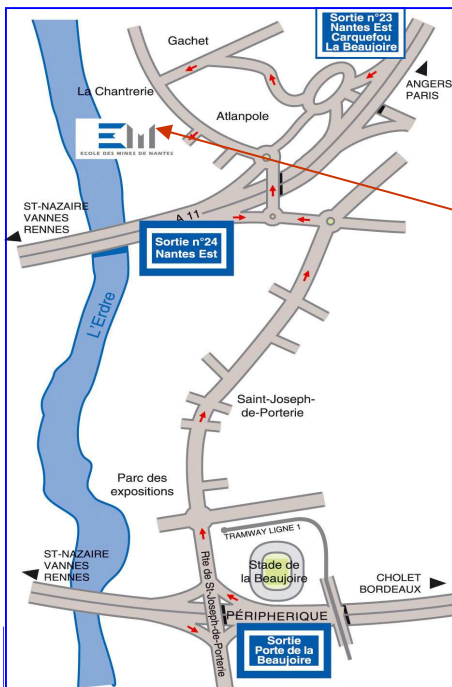 Sortie n°23
Nantes Est
Carquefou
La Beaujoire
Gachet
ANGERS
PARIS
La Chantrerie
Atlanpole
EM
ECOLE DES MINES DE NANTES
ST-NAZAIRE
VANNES
RENNES
A 11
Sortie n°24
Nantes Est
L'Erdre
Saint-Joseph-
de-Porterie
Parc des
expositions
TRAMWAY LIGNE 1
Stade de
la Beaujoire
ST-NAZAIRE
VANNES
RENNES
Rte de St-Joseph-de-Porterie
CHOLET
BORDEAUX
PÉRIPHERIQUE
Sortie
Porte de la
Beaujoire